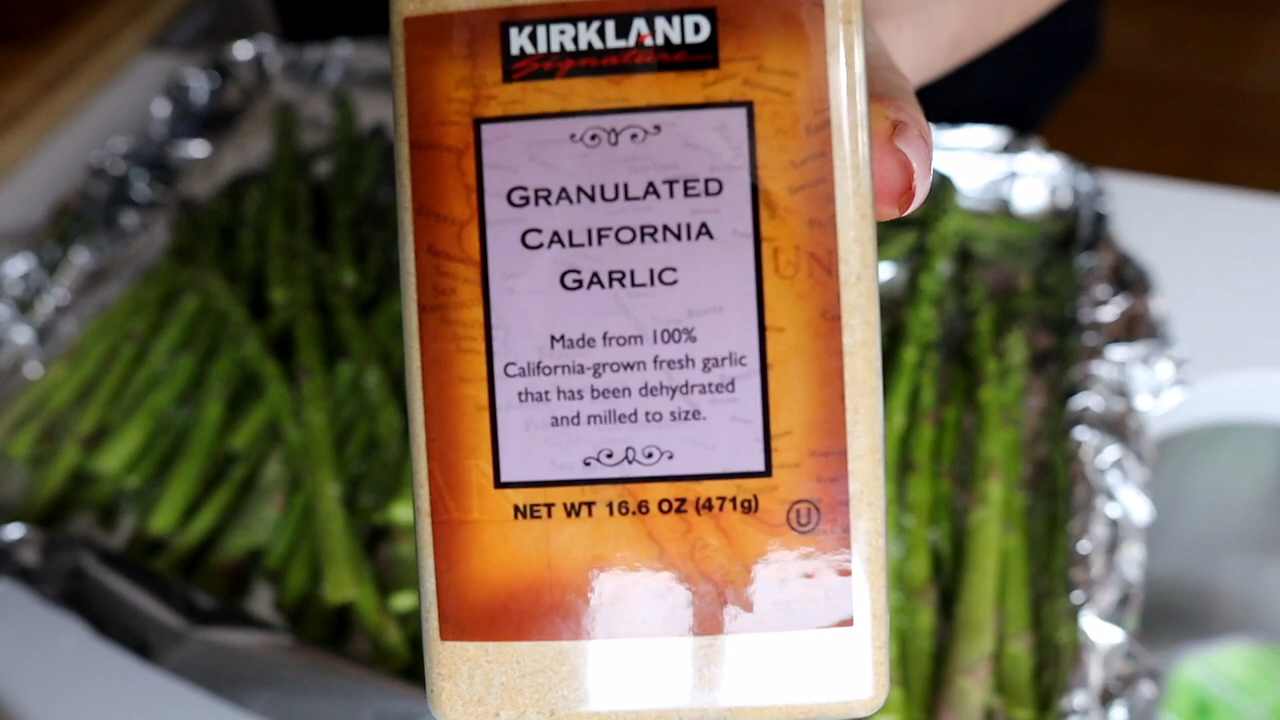 KIRKLAND
Signature
GRANULATED
CALIFORNIA
GARLIC
Made from 100%
California-grown fresh garlic
that has been dehydrated
and milled to size.
NET WT 16.6 OZ (471g)
U